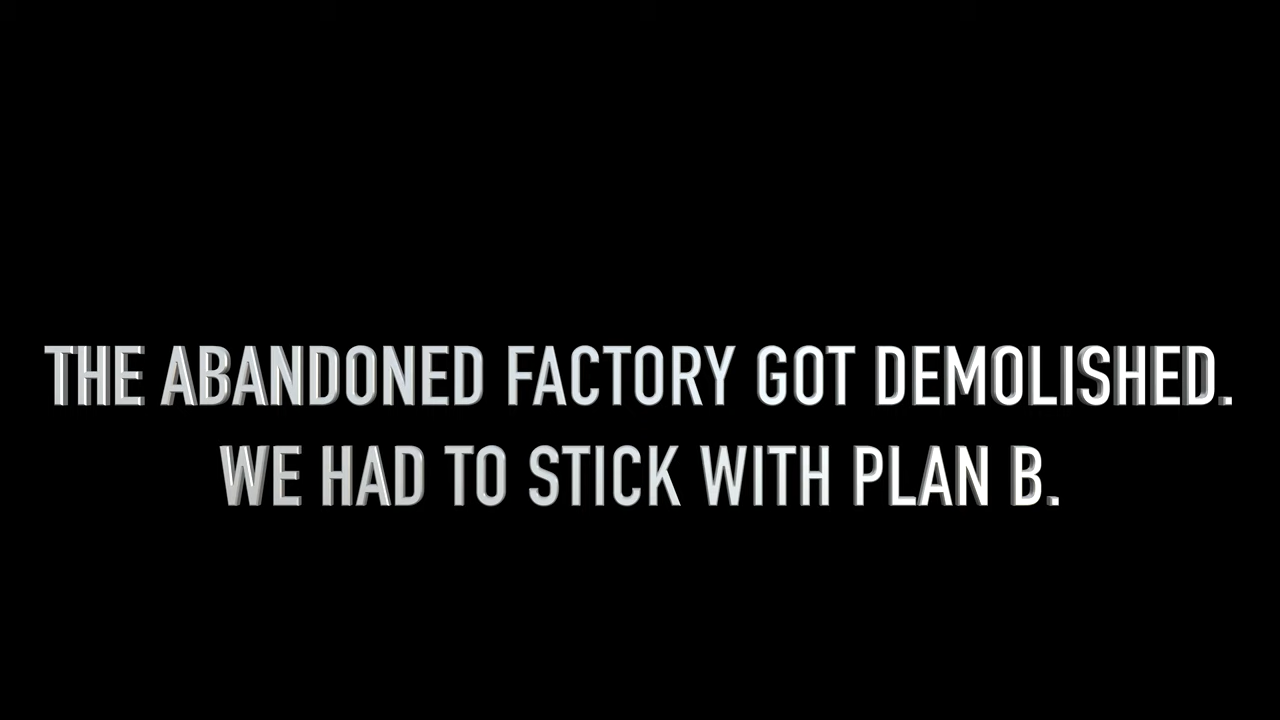 THE ABANDONED FACTORY GOT DEMOLISHED.
WE HAD TO STICK WITH PLAN B.